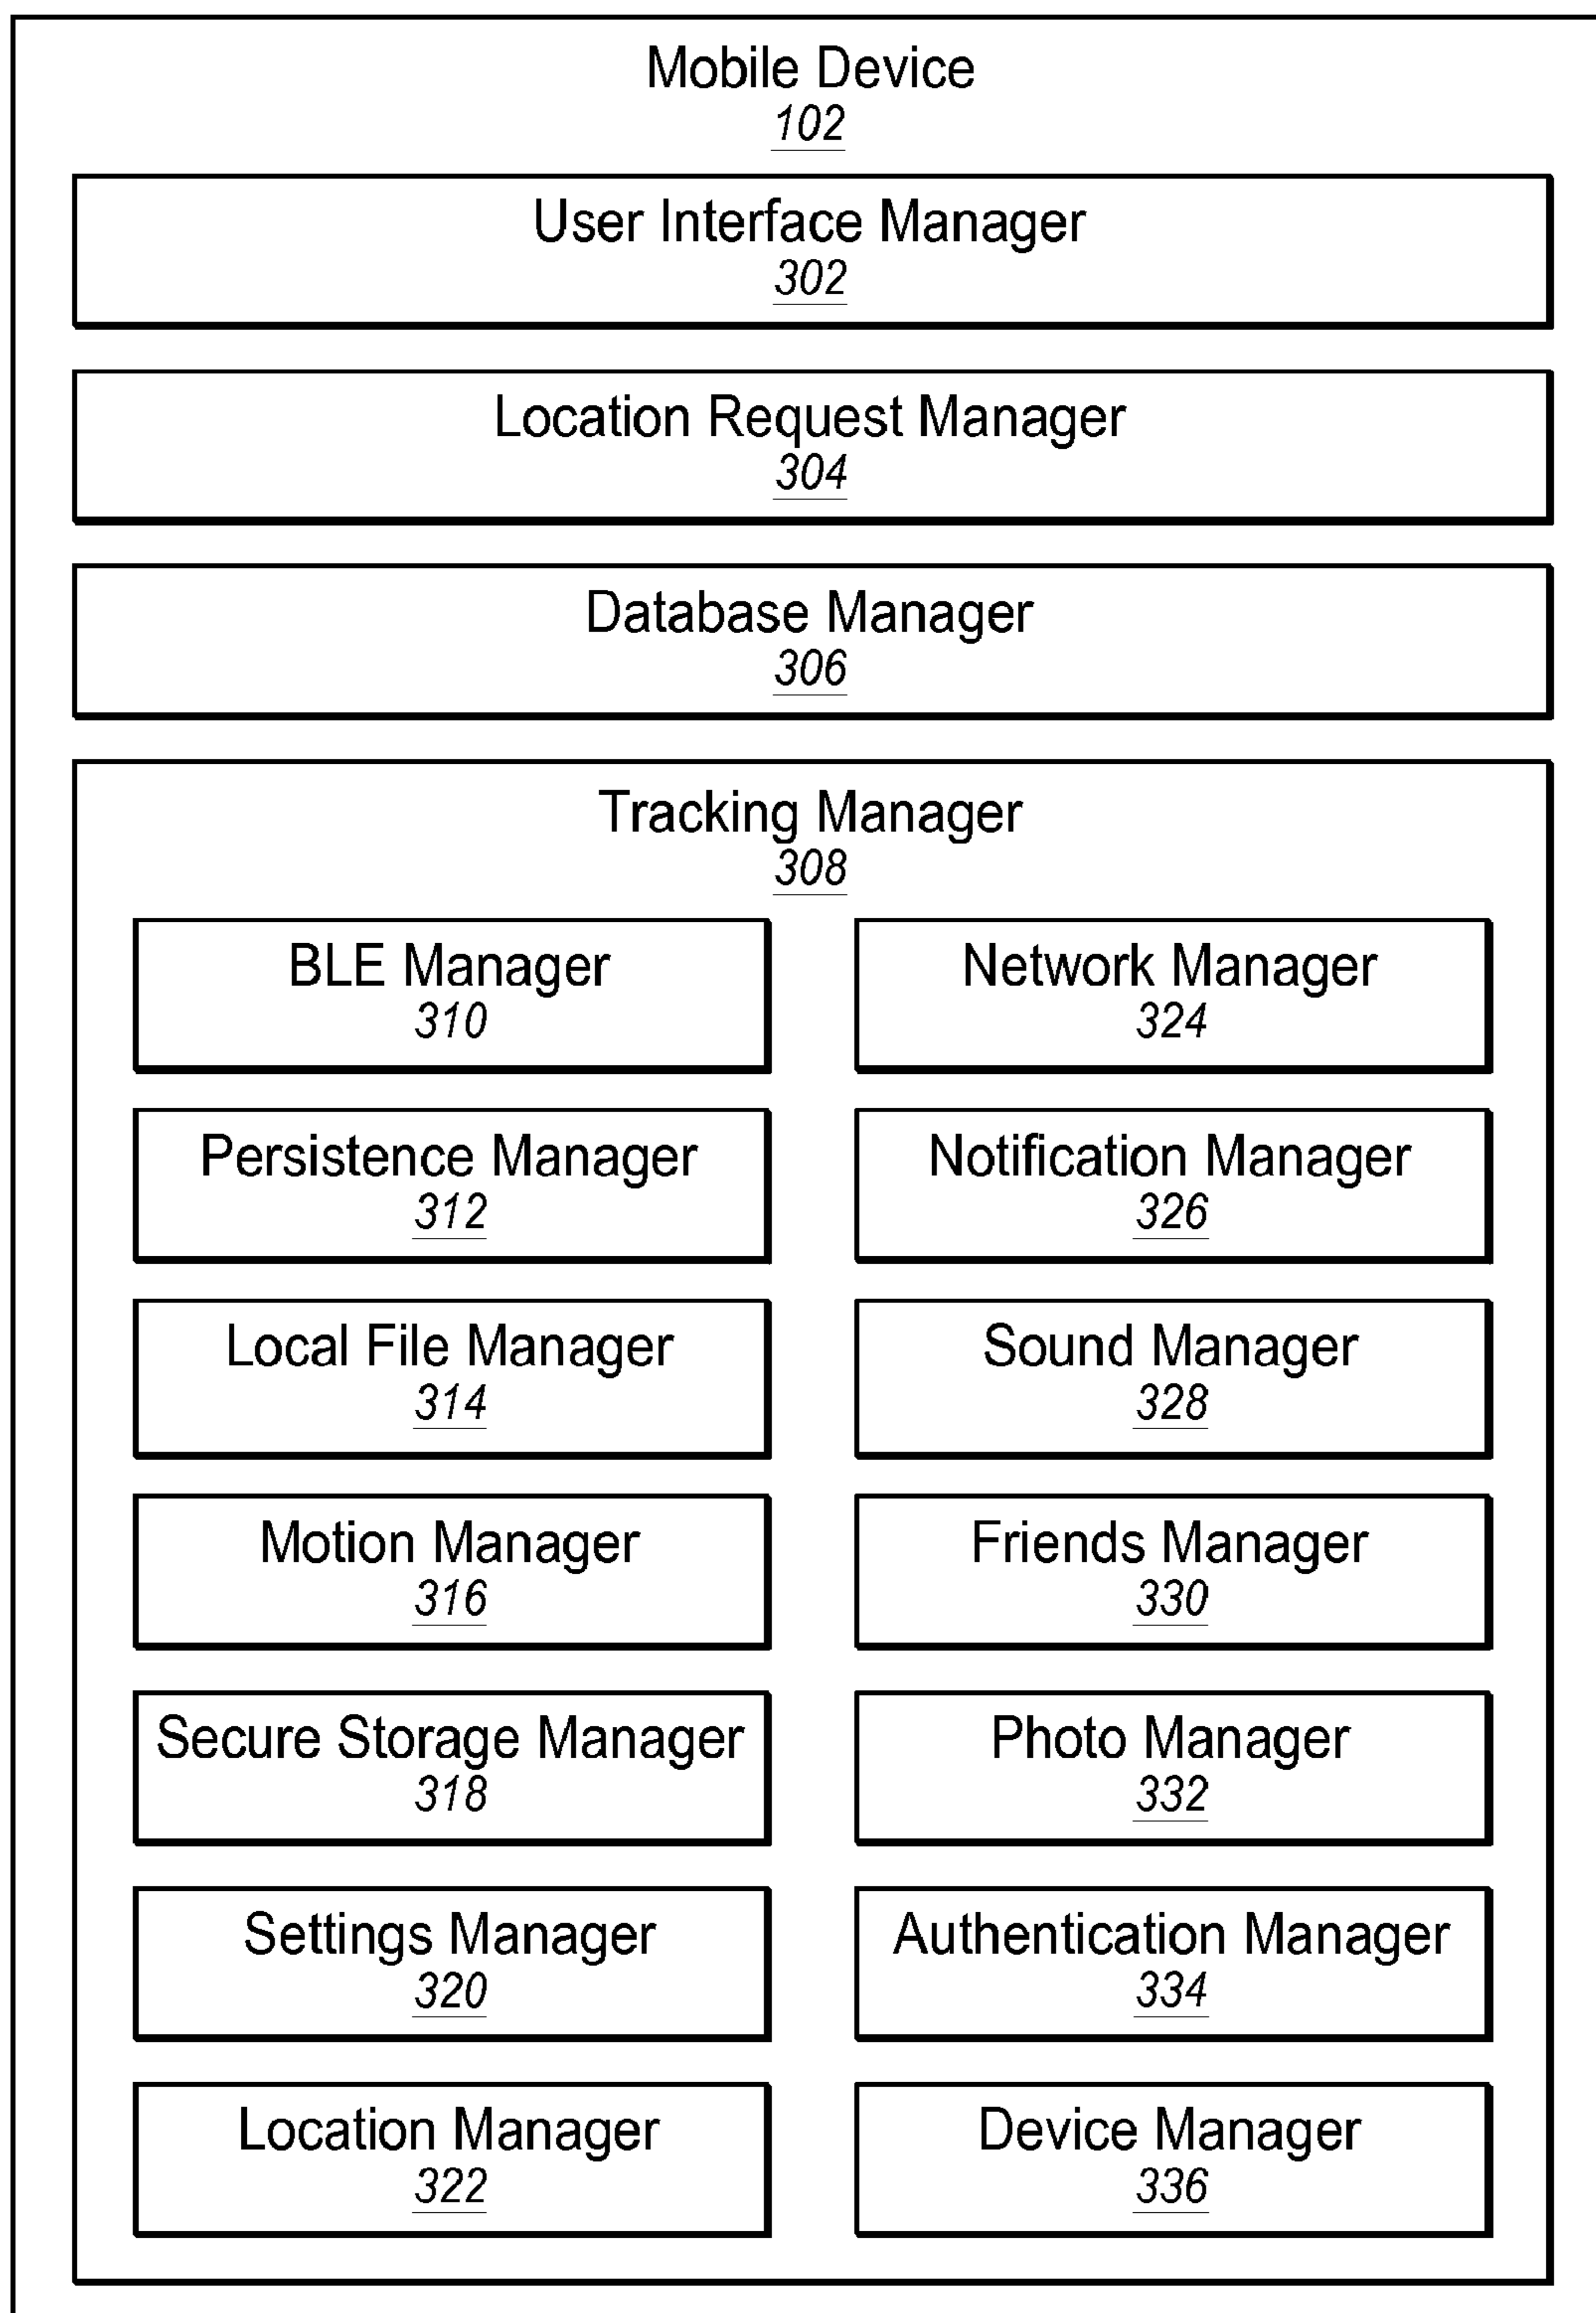 Mobile Device
102
User Interface Manager
302
Location Request Manager
304
Database Manager
306
Tracking Manager
308
BLE Manager
310
Network Manager
324
Persistence Manager
312
Notification Manager
326
Local File Manager
314
Sound Manager
328
Motion Manager
316
Friends Manager
330
Secure Storage Manager
318
Photo Manager
332
Settings Manager
320
Authentication Manager
334
Location Manager
322
Device Manager
336